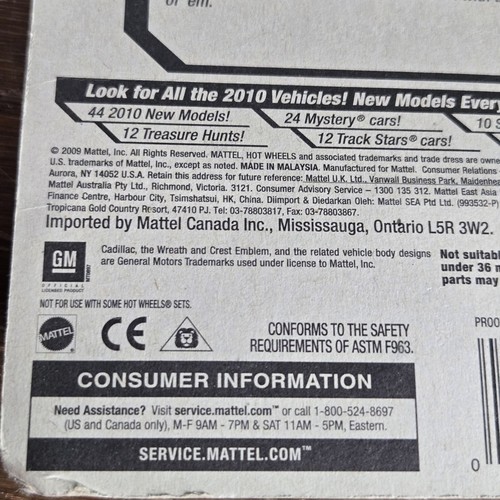 or em.
Look for All the 2010 Vehicles! New Models Every
44 2010 New Models!
24 Mystery® cars!
10 S
12 Treasure Hunts!
12 Track Stars® cars!
© 2009 Mattel, Inc. All Rights Reserved. MATTEL, HOT WHEELS and associated trademarks and trade dress are owned
U.S. trademarks of Mattel, Inc., except as noted. MADE IN MALAYSIA. Manufactured for Mattel. Consumer Relations
Aurora, NY 14052 U.S.A. Retain this address for future reference: Mattel U.K. Ltd., Vanwall Business Park, Maidenhea
Mattel Australia Pty Ltd., Richmond, Victoria. 3121. Consumer Advisory Service – 1300 135 312. Mattel East Asia
Finance Centre, Harbour City, Tsimshatsui, HK, China. Diimport & Diedarkan Oleh: Mattel SEA Ptd Ltd. (993532-P)
Tropicana Gold Country Resort, 47410 PJ. Tel: 03-78803817, Fax: 03-78803867.
Imported by Mattel Canada Inc., Mississauga, Ontario L5R 3W2.
GM
OFFICIAL
LICENSED PRODUCT
Cadillac, the Wreath and Crest Emblem, and the related vehicle body designs
are General Motors Trademarks used under license to Mattel, Inc.
Not suitabl
under 36 m
parts may
NOT FOR USE WITH SOME HOT WHEELS® SETS.
MATTEL
CE
CONFORMS TO THE SAFETY
REQUIREMENTS OF ASTM F963.
PROO
CONSUMER INFORMATION
Need Assistance? Visit service.mattel.com™ or call 1-800-524-8697
(US and Canada only), M-F 9AM - 7PM & SAT 11AM - 5PM, Eastern.
SERVICE.MATTEL.COM™
0